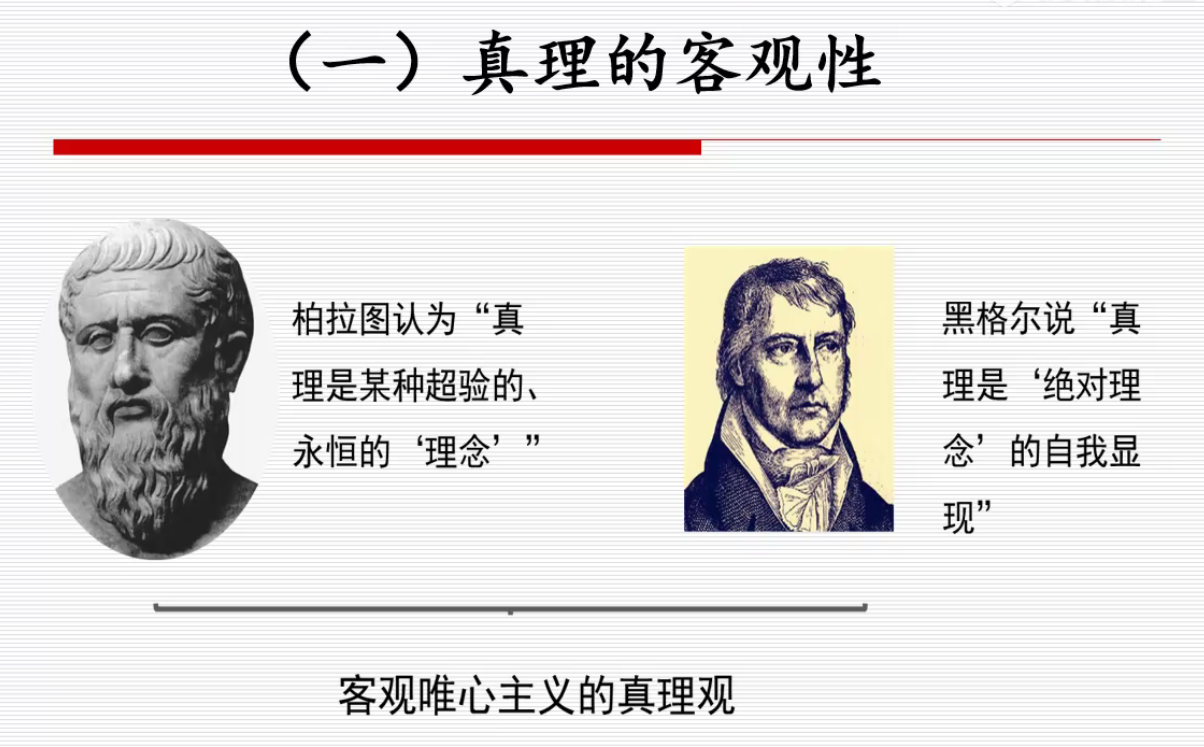 （一）真理的客观性
柏拉图认为“真
理是某种超验的、
永恒的‘理念’”
黑格尔说“真
理是‘绝对理
念’的自我显
现”
客观唯心主义的真理观